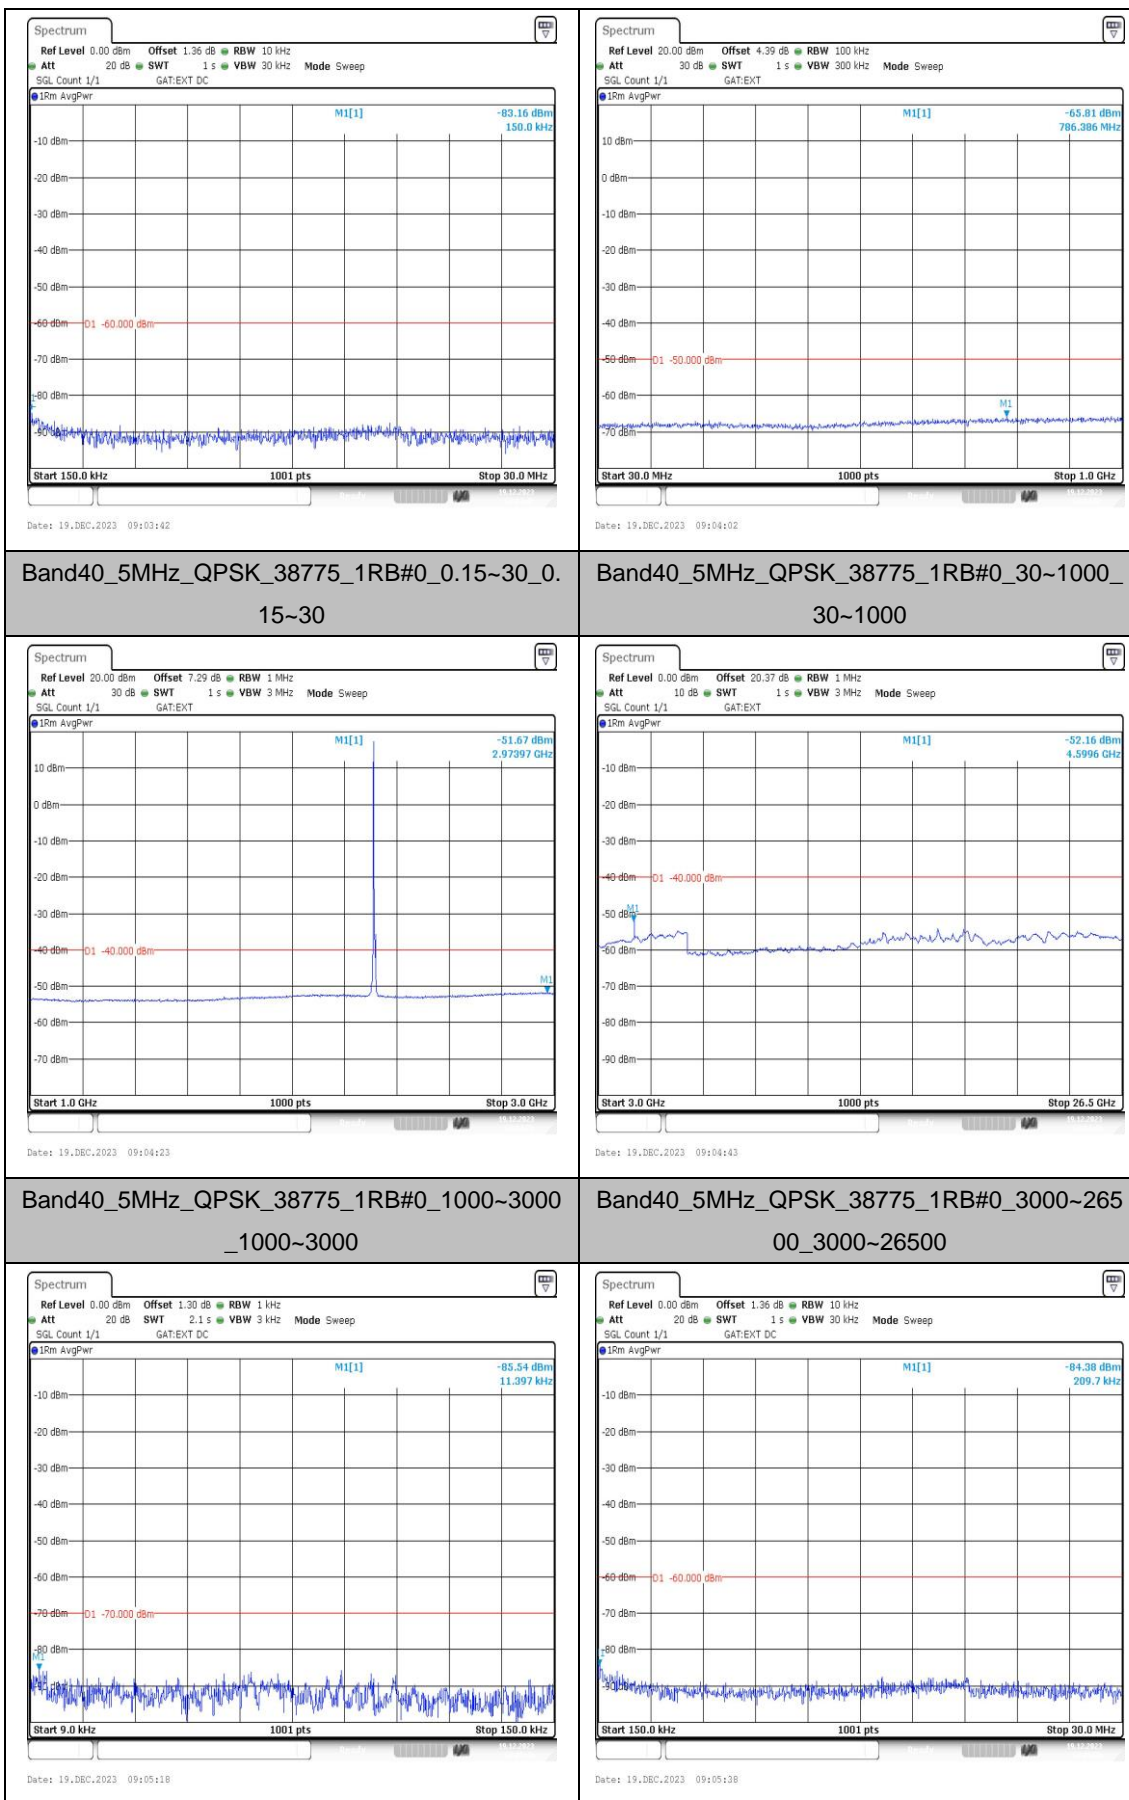 Spectrum
Ref Level 0.00 dBm Offset 1.36 dB RBW 10 kHz
Att 20 dB SWT 1 s VBW 30 kHz Mode Sweep
SGL Count 1/1 GAT:EXT DC
1Rm AvgPwr
M1[1] -83.16 dBm
150.0 kHz
-10 dBm
-20 dBm
-30 dBm
-40 dBm
-50 dBm
-60 dBm D1 -60.000 dBm
-70 dBm
-80 dBm
Start 150.0 kHz 1001 pts Stop 30.0 MHz
Date: 19.DEC.2023 09:03:42
Spectrum
Ref Level 20.00 dBm Offset 4.39 dB RBW 100 kHz
Att 30 dB SWT 1 s VBW 300 kHz Mode Sweep
SGL Count 1/1 GAT:EXT
1Rm AvgPwr
M1[1] -65.81 dBm
786.386 MHz
10 dBm
0 dBm
-10 dBm
-20 dBm
-30 dBm
-40 dBm
-50 dBm D1 -50.000 dBm
-60 dBm
M1
-70 dBm
Start 30.0 MHz 1000 pts Stop 1.0 GHz
Date: 19.DEC.2023 09:04:02
Band40_5MHz_QPSK_38775_1RB#0_0.15~30_0.
15~30
Band40_5MHz_QPSK_38775_1RB#0_30~1000_
30~1000
Spectrum
Ref Level 20.00 dBm Offset 7.29 dB RBW 1 MHz
Att 30 dB SWT 1 s VBW 3 MHz Mode Sweep
SGL Count 1/1 GAT:EXT
1Rm AvgPwr
M1[1] -51.67 dBm
2.97397 GHz
10 dBm
0 dBm
-10 dBm
-20 dBm
-30 dBm
-40 dBm D1 -40.000 dBm
-50 dBm
M1
-60 dBm
-70 dBm
Start 1.0 GHz 1000 pts Stop 3.0 GHz
Date: 19.DEC.2023 09:04:23
Spectrum
Ref Level 0.00 dBm Offset 20.37 dB RBW 1 MHz
Att 10 dB SWT 1 s VBW 3 MHz Mode Sweep
SGL Count 1/1 GAT:EXT
1Rm AvgPwr
M1[1] -52.16 dBm
4.5996 GHz
-10 dBm
-20 dBm
-30 dBm
-40 dBm D1 -40.000 dBm
M1
-50 dBm
-60 dBm
-70 dBm
-80 dBm
-90 dBm
Start 3.0 GHz 1000 pts Stop 26.5 GHz
Date: 19.DEC.2023 09:04:43
Band40_5MHz_QPSK_38775_1RB#0_1000~3000
_1000~3000
Band40_5MHz_QPSK_38775_1RB#0_3000~265
00_3000~26500
Spectrum
Ref Level 0.00 dBm Offset 1.30 dB RBW 1 kHz
Att 20 dB SWT 2.1 s VBW 3 kHz Mode Sweep
SGL Count 1/1 GAT:EXT DC
1Rm AvgPwr
M1[1] -85.54 dBm
11.397 kHz
-10 dBm
-20 dBm
-30 dBm
-40 dBm
-50 dBm
-60 dBm
-70 dBm D1 -70.000 dBm
-80 dBm
M1
Start 9.0 kHz 1001 pts Stop 150.0 kHz
Date: 19.DEC.2023 09:05:18
Spectrum
Ref Level 0.00 dBm Offset 1.36 dB RBW 10 kHz
Att 20 dB SWT 1 s VBW 30 kHz Mode Sweep
SGL Count 1/1 GAT:EXT DC
1Rm AvgPwr
M1[1] -84.38 dBm
209.7 kHz
-10 dBm
-20 dBm
-30 dBm
-40 dBm
-50 dBm
-60 dBm D1 -60.000 dBm
-70 dBm
-80 dBm
Start 150.0 kHz 1001 pts Stop 30.0 MHz
Date: 19.DEC.2023 09:05:38